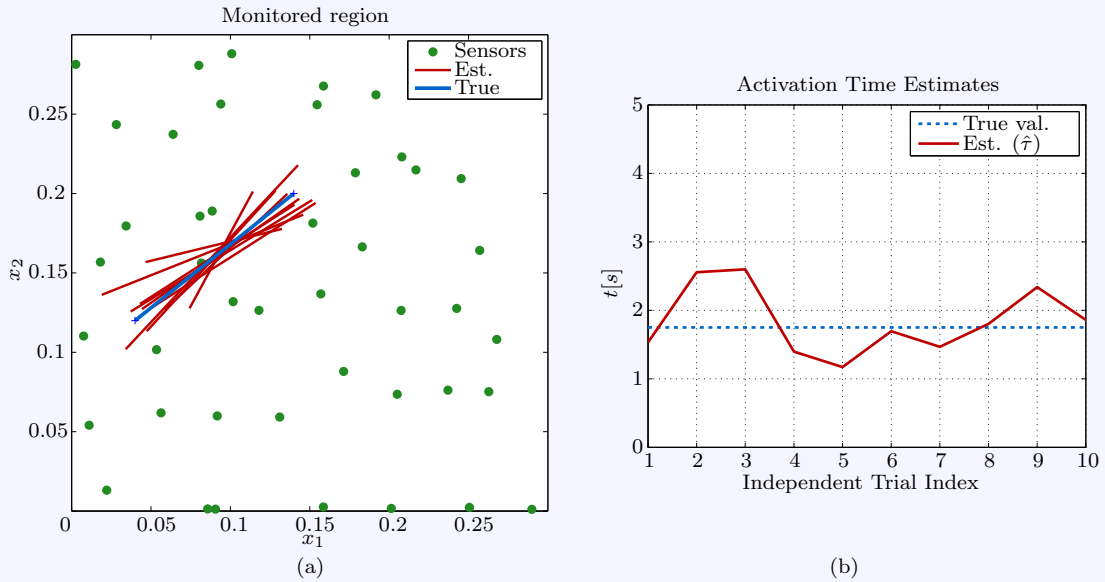 Monitored region
Sensors
Est.
True
0.25
0.2
0.15
0.1
0.05
x₂
0 0.05 0.1 0.15 0.2 0.25
x₁
(a)
Activation Time Estimates
True val.
Est. (τ̂)
5
4
3
2
1
0
t[s]
1 2 3 4 5 6 7 8 9 10
Independent Trial Index
(b)